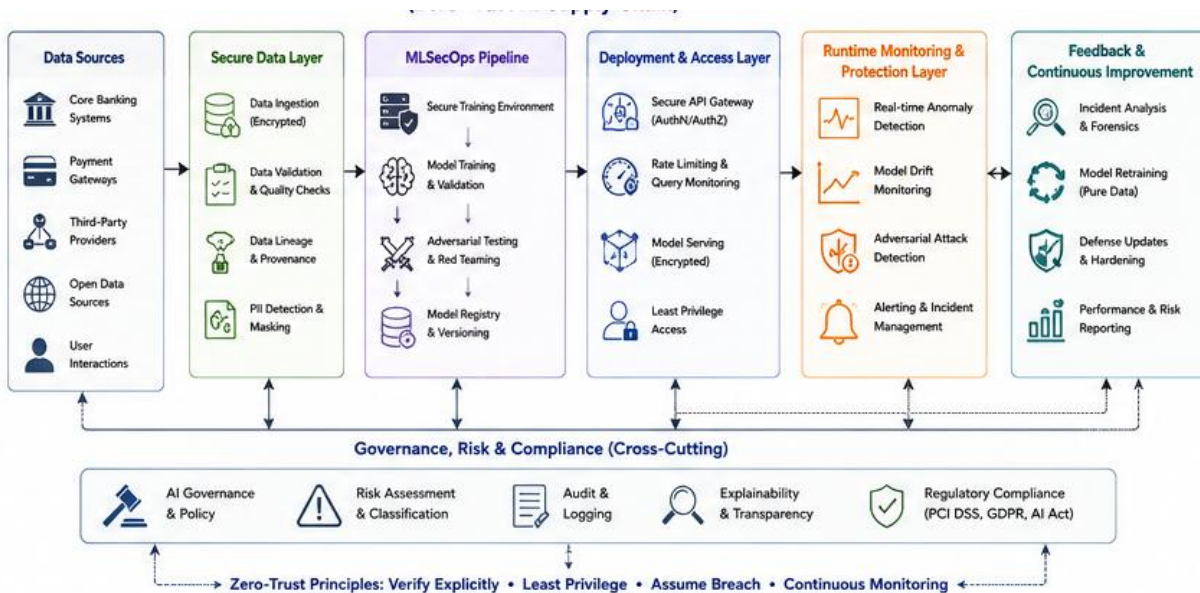 Data Sources
Core Banking
Systems
Payment
Gateways
Third-Party
Providers
Open Data
Sources
User
Interactions
Secure Data Layer
Data Ingestion
(Encrypted)
Data Validation
& Quality Checks
Data Lineage
& Provenance
PII Detection &
Masking
MLSecOps Pipeline
Secure Training Environment
Model Training
& Validation
Adversarial Testing
& Red Teaming
Model Registry
& Versioning
Deployment & Access Layer
Secure API Gateway
(AuthN/AuthZ)
Rate Limiting &
Query Monitoring
Model Serving
(Encrypted)
Least Privilege
Access
Runtime Monitoring &
Protection Layer
Real-time Anomaly
Detection
Model Drift
Monitoring
Adversarial Attack
Detection
Alerting & Incident
Management
Feedback &
Continuous Improvement
Incident Analysis
& Forensics
Model Retraining
(Pure Data)
Defense Updates
& Hardening
Performance & Risk
Reporting
Governance, Risk & Compliance (Cross-Cutting)
AI Governance
& Policy
Risk Assessment
& Classification
Audit &
Logging
Explainability
& Transparency
Regulatory Compliance
(PCI DSS, GDPR, AI Act)
Zero-Trust Principles: Verify Explicitly • Least Privilege • Assume Breach • Continuous Monitoring